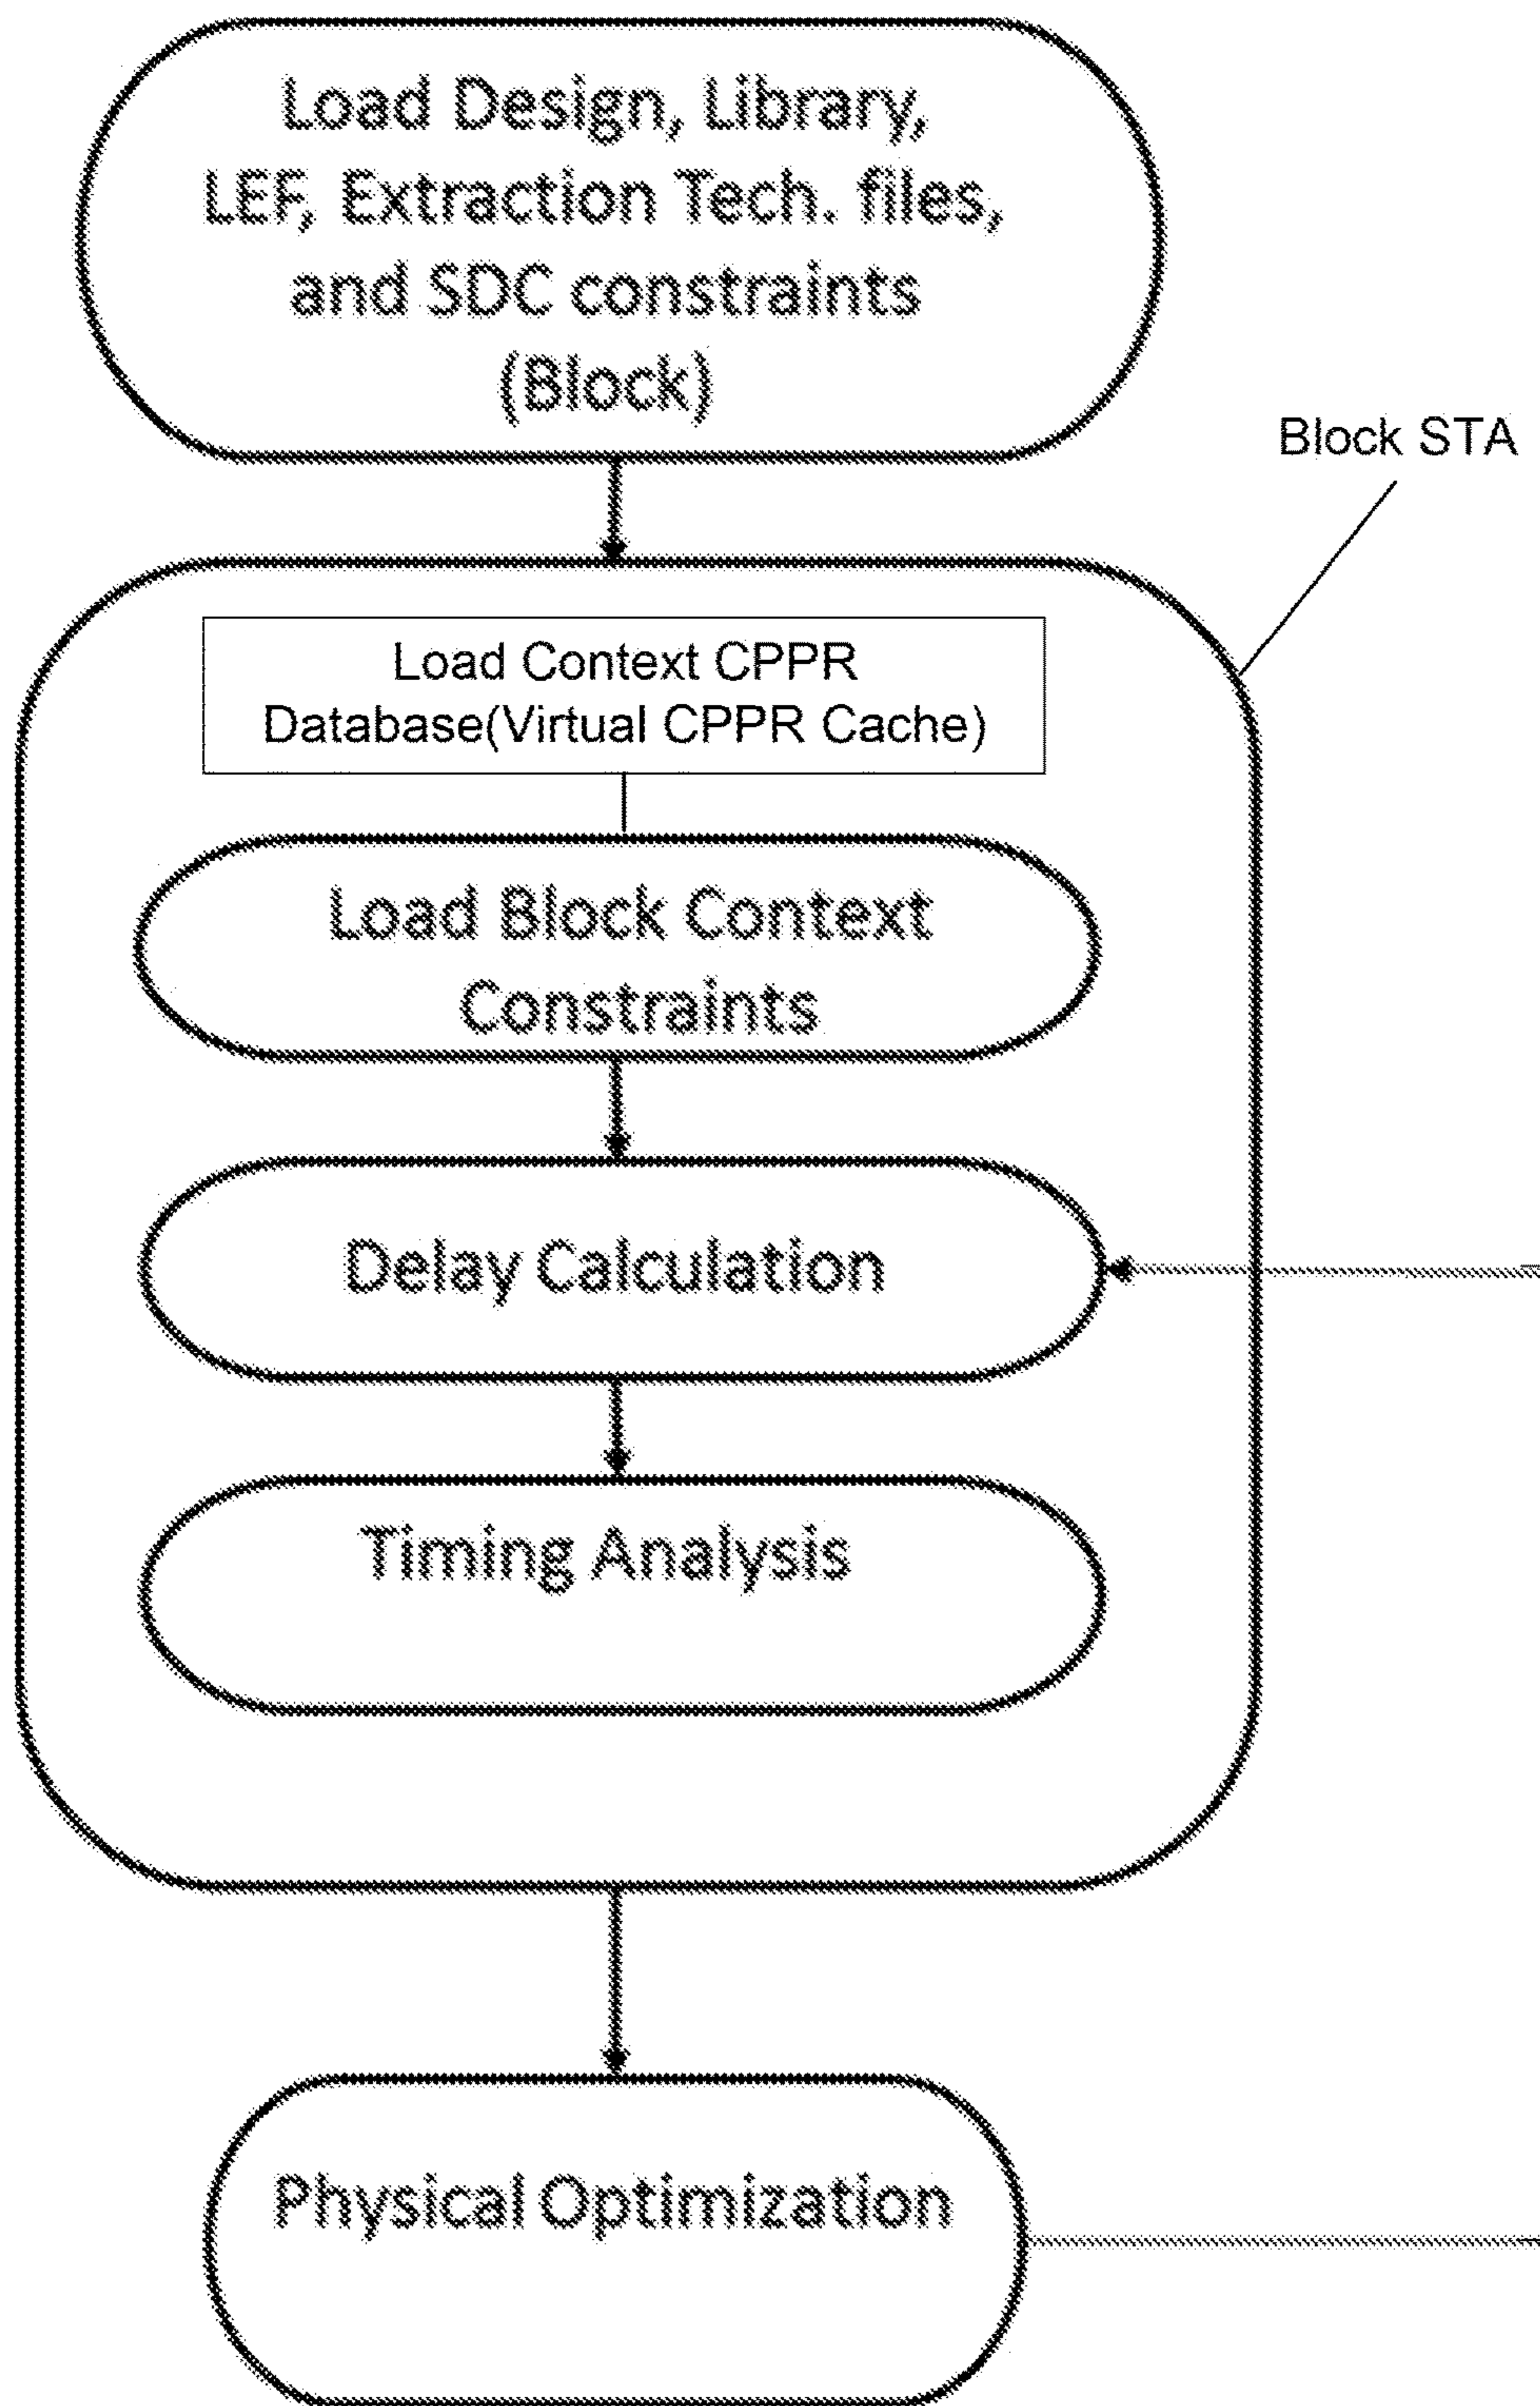 Load Design, Library,
LEF, Extraction Tech. files,
and SDC constraints
(Block)
Block STA
Load Context CPPR
Database(Virtual CPPR Cache)
Load Block Context
Constraints
Delay Calculation
Timing Analysis
Physical Optimization